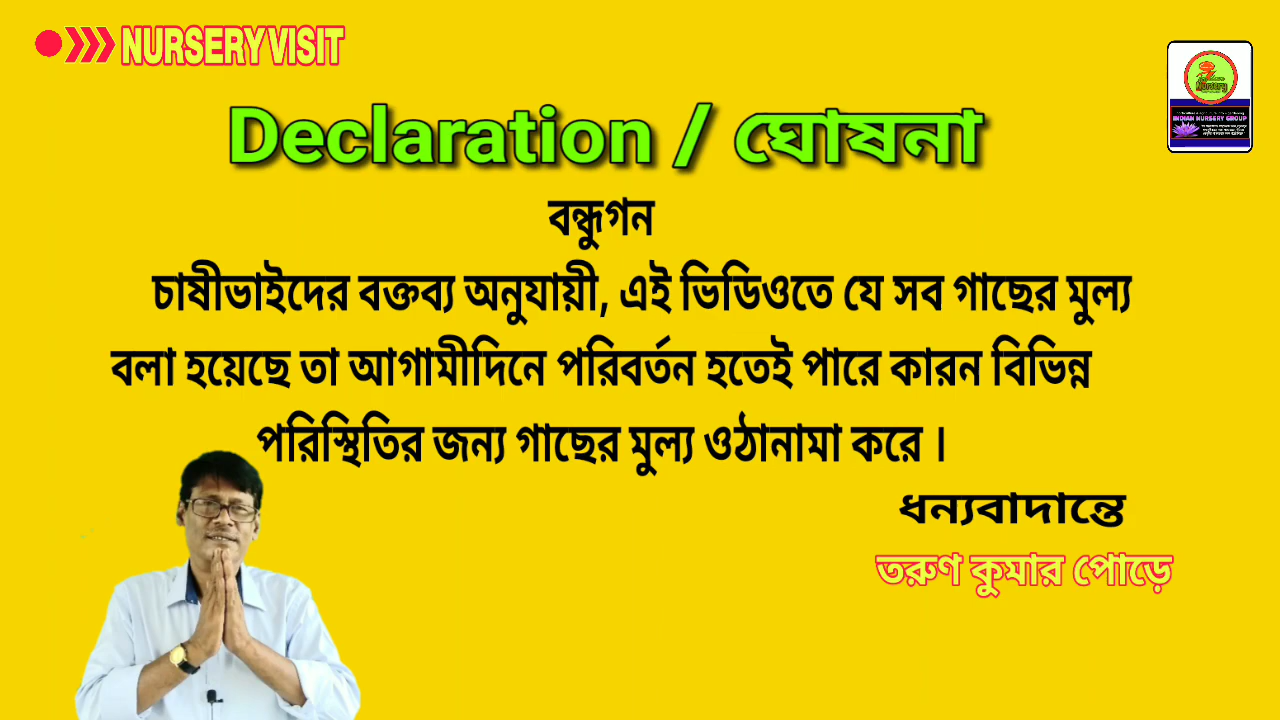 NURSERYVISIT
Declaration / ঘোষনা
বন্ধুগন
চাষীভাইদের বক্তব্য অনুযায়ী, এই ভিডিওতে যে সব গাছের মুল্য
বলা হয়েছে তা আগামীদিনে পরিবর্তন হতেই পারে কারন বিভিন্ন
পরিস্থিতির জন্য গাছের মুল্য ওঠানামা করে ।
ধন্যবাদান্তে
তরুণ কুমার পোড়ে
Nursery
INDIAN NURSERY GROUP